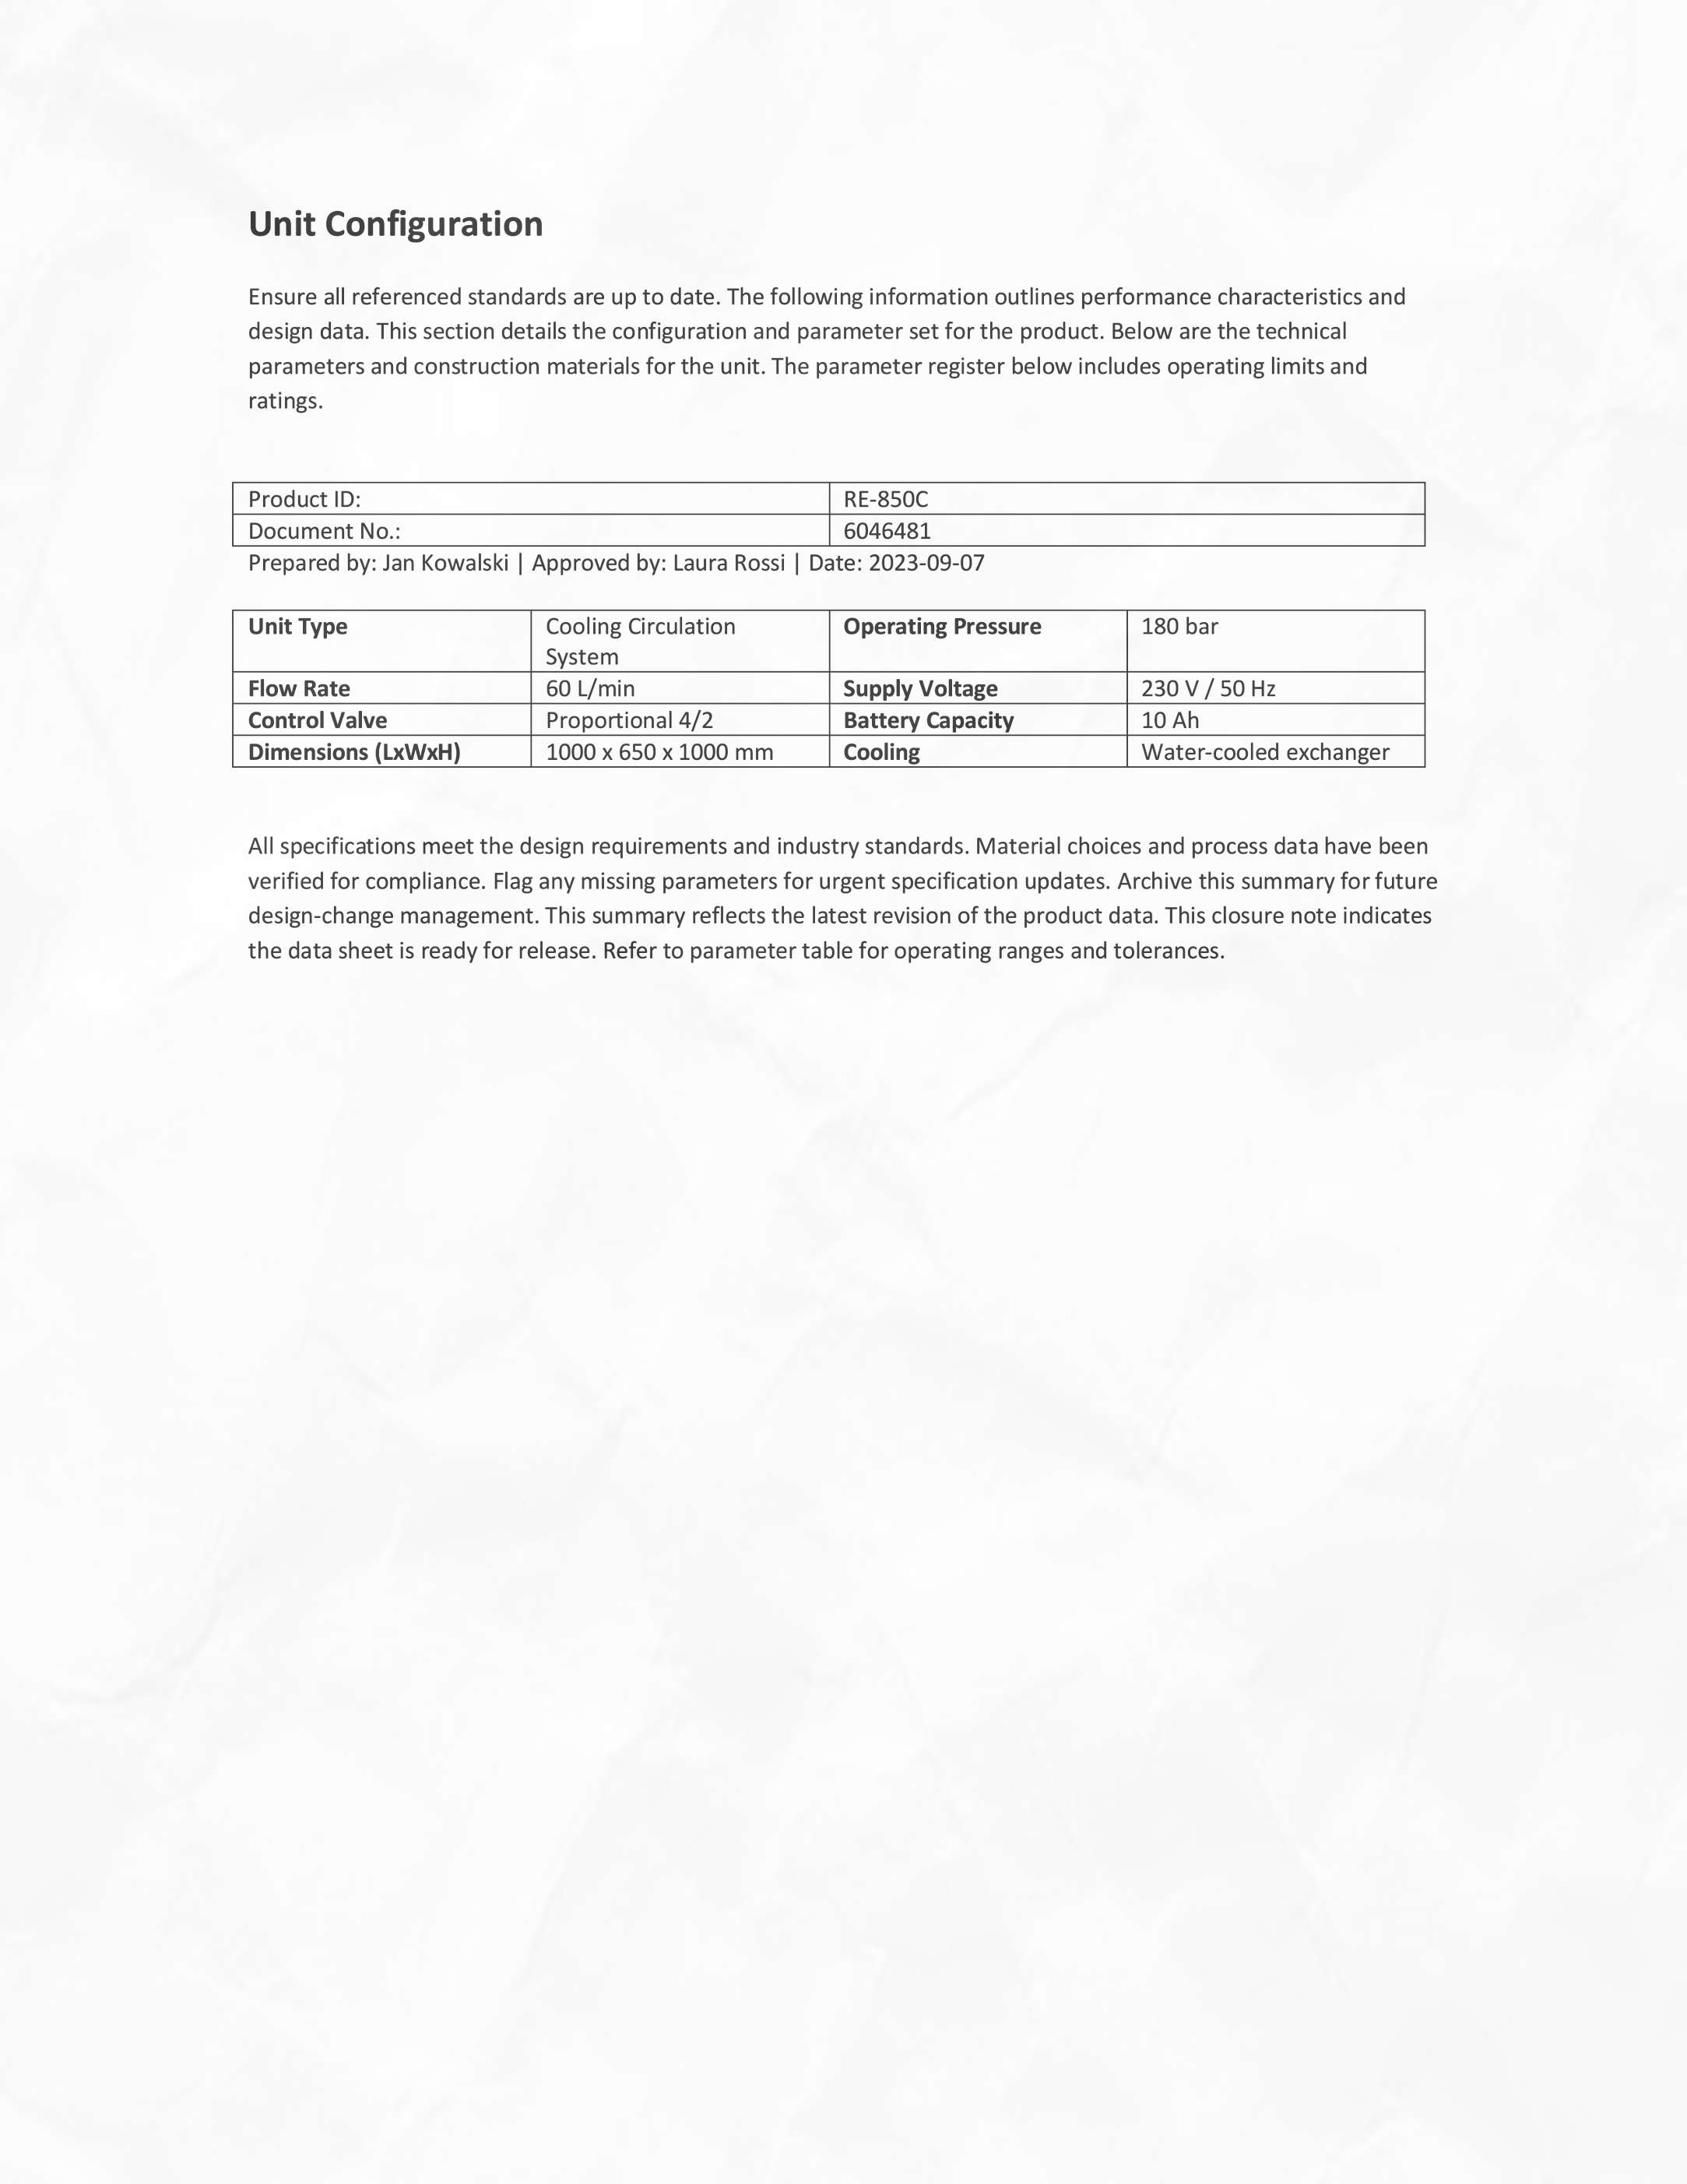 Unit Configuration
Ensure all referenced standards are up to date. The following information outlines performance characteristics and
design data. This section details the configuration and parameter set for the product. Below are the technical
parameters and construction materials for the unit. The parameter register below includes operating limits and
ratings.
Product ID: RE-850C
Document No.: 6046481
Prepared by: Jan Kowalski | Approved by: Laura Rossi | Date: 2023-09-07
Unit Type Cooling Circulation Operating Pressure 180 bar
System
Flow Rate 60 L/min Supply Voltage 230 V / 50 Hz
Control Valve Proportional 4/2 Battery Capacity 10 Ah
Dimensions (LxWxH) 1000 x 650 x 1000 mm Cooling Water-cooled exchanger
All specifications meet the design requirements and industry standards. Material choices and process data have been
verified for compliance. Flag any missing parameters for urgent specification updates. Archive this summary for future
design-change management. This summary reflects the latest revision of the product data. This closure note indicates
the data sheet is ready for release. Refer to parameter table for operating ranges and tolerances.